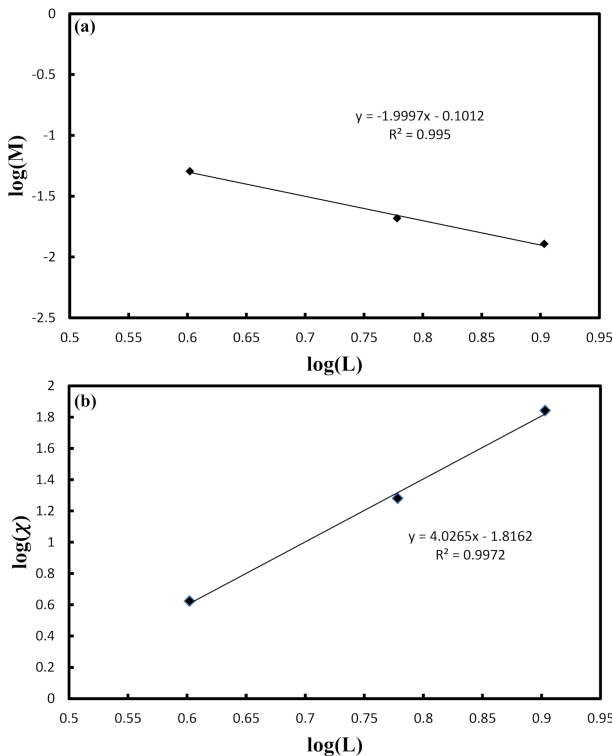 (a)
0
-0.5
-1
-1.5
-2
-2.5
log(M)
y = -1.9997x - 0.1012
R² = 0.995
0.5 0.55 0.6 0.65 0.7 0.75 0.8 0.85 0.9 0.95
log(L)
(b)
2
1.8
1.6
1.4
1.2
1
0.8
0.6
0.4
0.2
0
log(χ)
y = 4.0265x - 1.8162
R² = 0.9972
0.5 0.55 0.6 0.65 0.7 0.75 0.8 0.85 0.9 0.95
log(L)